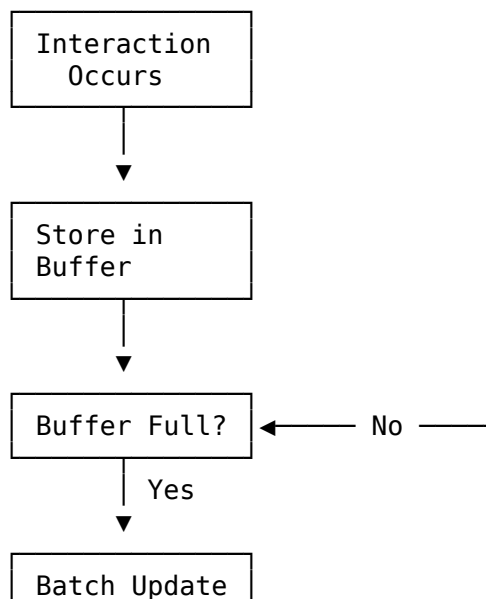 Interaction
Occurs
Store in
Buffer
Buffer Full?
No
Yes
Batch Update